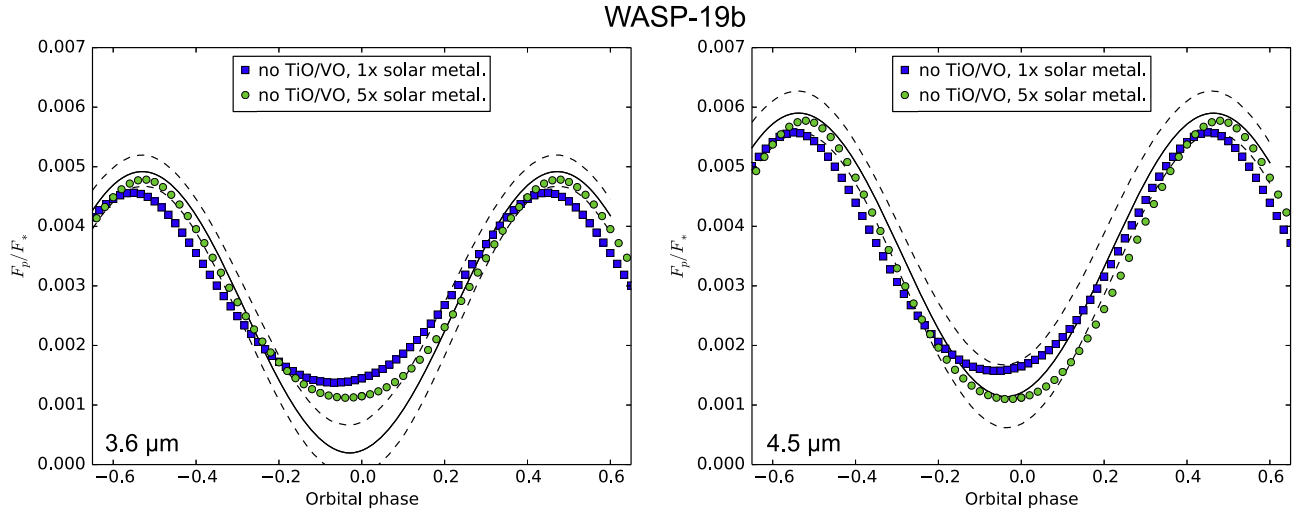 WASP-19b
0.007
0.006
0.005
0.004
0.003
0.002
0.001
0.000
Fp/F*
no TiO/VO, 1x solar metal.
no TiO/VO, 5x solar metal.
3.6 µm
−0.6 −0.4 −0.2 0.0 0.2 0.4 0.6
Orbital phase
0.007
0.006
0.005
0.004
0.003
0.002
0.001
0.000
Fp/F*
no TiO/VO, 1x solar metal.
no TiO/VO, 5x solar metal.
4.5 µm
−0.6 −0.4 −0.2 0.0 0.2 0.4 0.6
Orbital phase